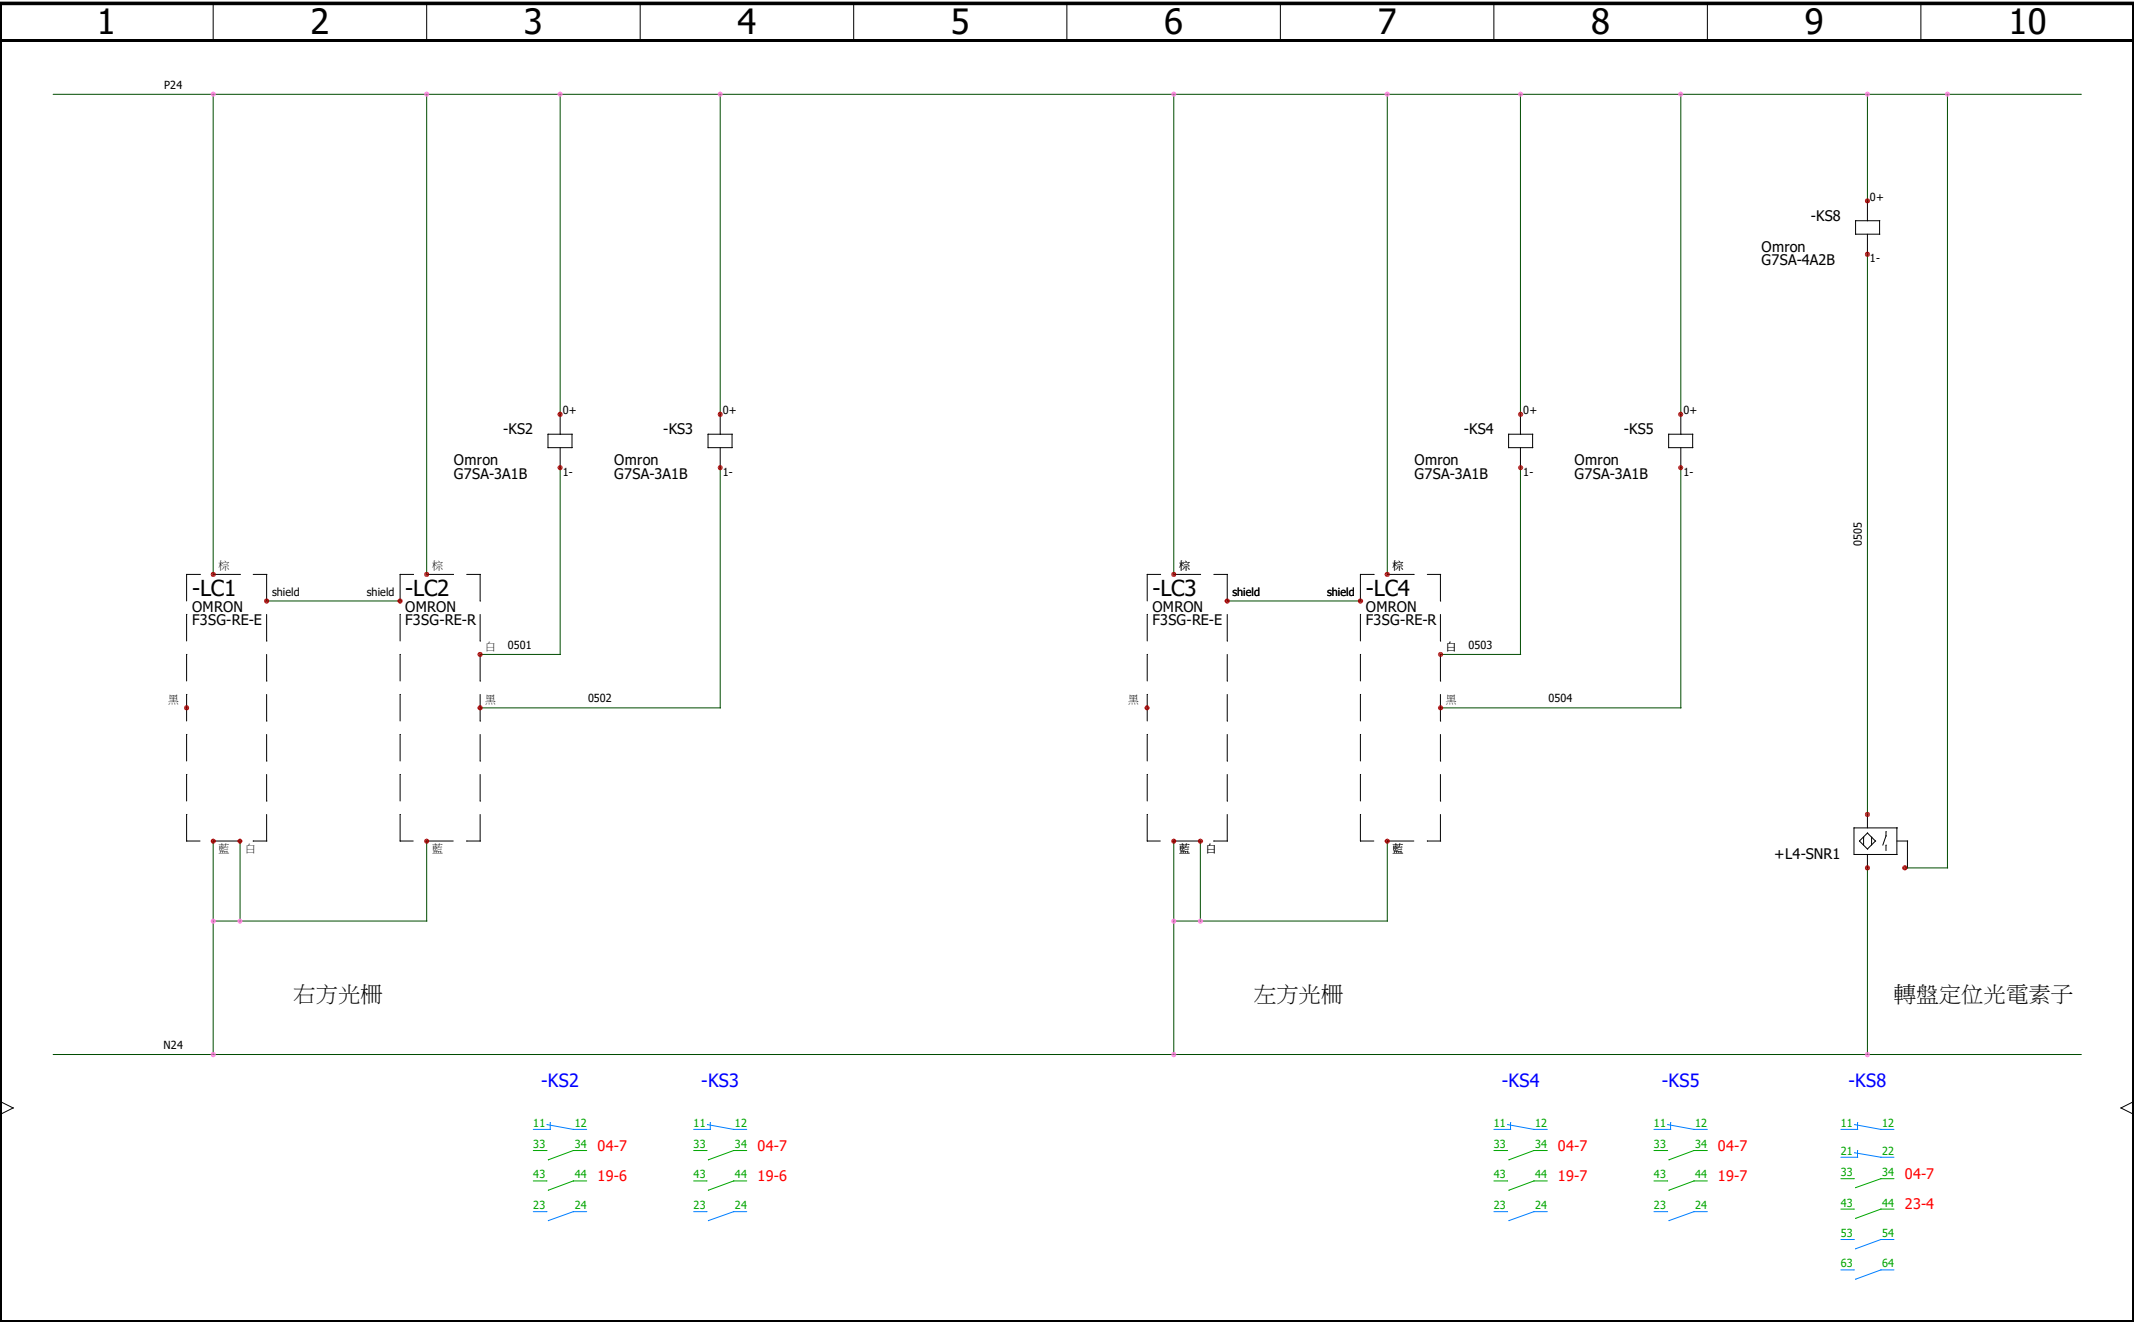 1 2 3 4 5 6 7 8 9 10
P24
0+
-KS8
Omron
G7SA-4A2B
1-
0+ 0+ 0+ 0+
-KS2 -KS3 -KS4 -KS5
Omron Omron Omron Omron
G7SA-3A1B G7SA-3A1B G7SA-3A1B G7SA-3A1B
1- 1- 1- 1-
0505
棕 棕 棕 棕
-LC1 shield shield -LC2 -LC3 shield shield -LC4
OMRON OMRON OMRON OMRON
F3SG-RE-E F3SG-RE-R F3SG-RE-E F3SG-RE-R
白 0501 白 0503
黑 黑 0502 黑 黑 0504
藍 白 藍 藍 白 藍
+L4-SNR1
右方光柵 左方光柵 轉盤定位光電素子
N24
-KS2 -KS3 -KS4 -KS5 -KS8
11 12 11 12 11 12 11 12 11 12
33 34 04-7 33 34 04-7 33 34 04-7 33 34 04-7 21 22
43 44 19-6 43 44 19-6 43 44 19-7 43 44 19-7 33 34 04-7
23 24 23 24 23 24 23 24 43 44 23-4
53 54
63 64